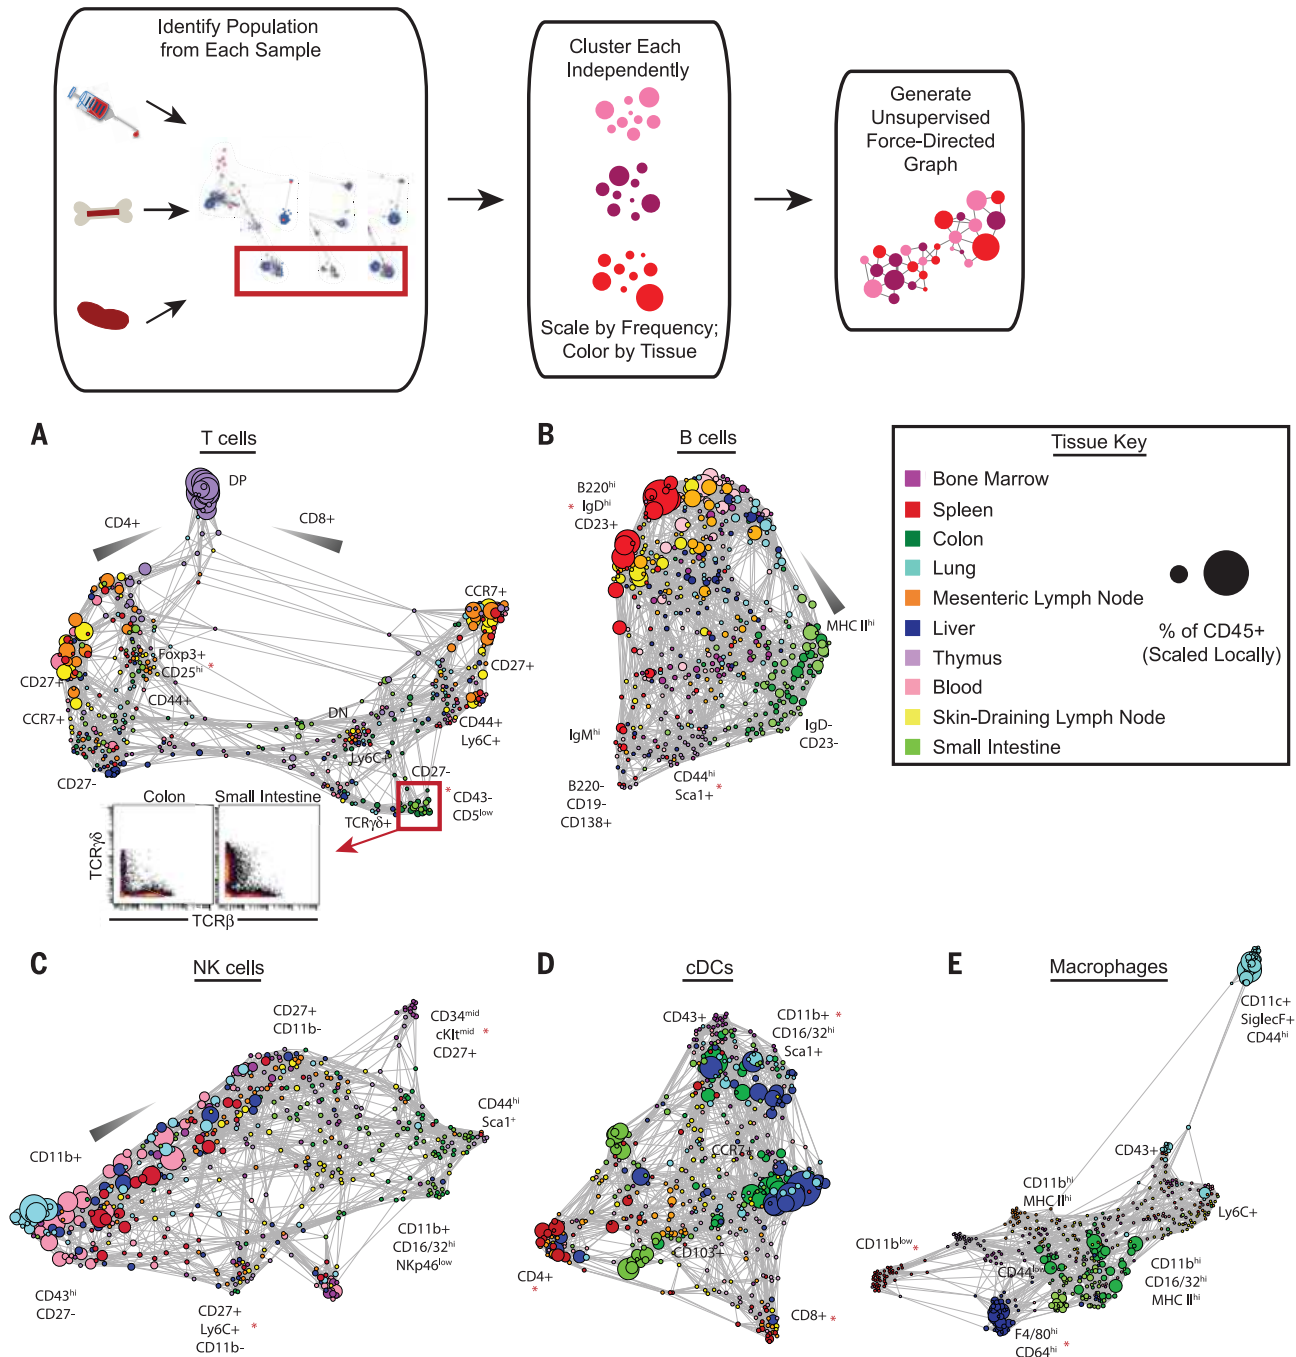 Identify Population
from Each Sample
Cluster Each
Independently
Scale by Frequency;
Color by Tissue
Generate
Unsupervised
Force-Directed
Graph
A
T cells
DP
CD4+
CD8+
CCR7+
Foxp3+
CD25hi *
CD27+
CD27+
CD44+
CCR7+
DN
CD44+
Ly6C+
Ly6C+
CD27-
CD27-
* CD43-
CD5low
TCRγδ+
Colon
Small Intestine
TCRγδ
TCRβ
B
B cells
B220hi
* IgDhi
CD23+
MHC IIhi
IgD-
CD23-
IgMhi
CD44hi
Sca1+ *
B220-
CD19-
CD138+
Tissue Key
Bone Marrow
Spleen
Colon
Lung
Mesenteric Lymph Node
Liver
Thymus
Blood
Skin-Draining Lymph Node
Small Intestine
% of CD45+
(Scaled Locally)
C
NK cells
CD27+
CD11b-
CD34mid
cKItmid *
CD27+
CD44hi
Sca1+
CD11b+
CD11b+
CD16/32hi
NKp46low
CD43hi
CD27-
CD27+
Ly6C+ *
CD11b-
D
cDCs
CD43+
CD11b+ *
CD16/32hi
Sca1+
CCR7+
CD103+
CD4+
*
CD8+ *
E
Macrophages
CD11c+
SiglecF+
CD44hi
CD43+
CD11bhi
MHC IIhi
Ly6C+
CD11blow *
CD44low
CD11bhi
CD16/32hi
MHC IIhi
F4/80hi
CD64hi *